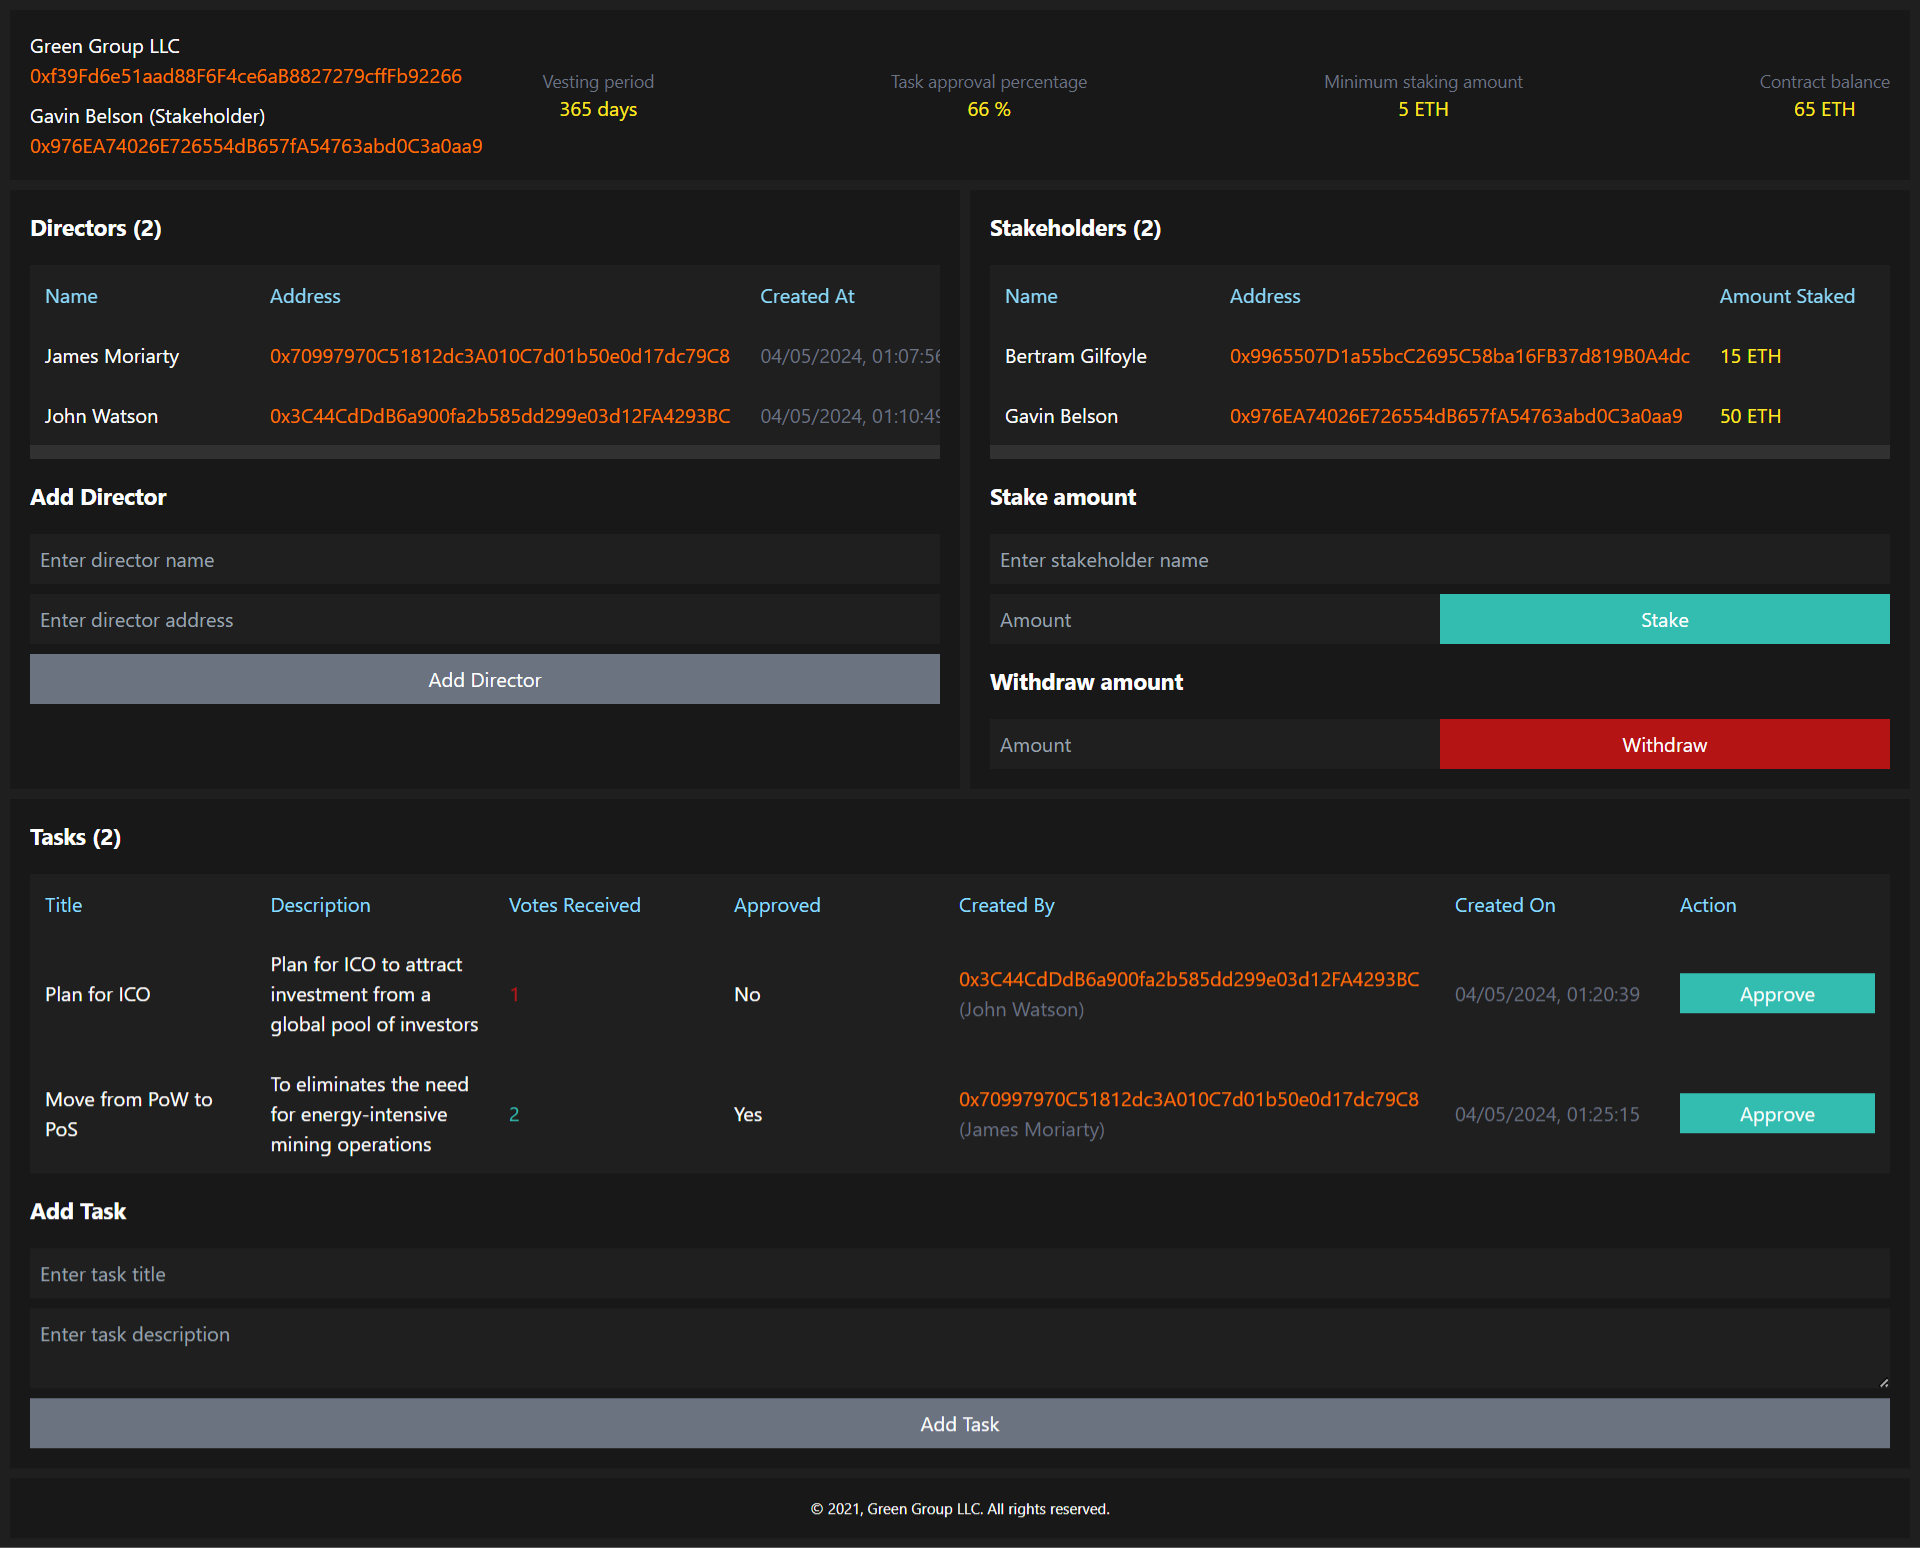 Green Group LLC
0xf39Fd6e51aad88F6F4ce6aB8827279cffFb92266
Gavin Belson (Stakeholder)
0x976EA74026E726554dB657fA54763abd0C3a0aa9
Vesting period
365 days
Task approval percentage
66 %
Minimum staking amount
5 ETH
Contract balance
65 ETH
Directors (2)
Name Address Created At
James Moriarty 0x70997970C51812dc3A010C7d01b50e0d17dc79C8 04/05/2024, 01:07:56
John Watson 0x3C44CdDdB6a900fa2b585dd299e03d12FA4293BC 04/05/2024, 01:10:49
Add Director
Enter director name
Enter director address
Add Director
Stakeholders (2)
Name Address Amount Staked
Bertram Gilfoyle 0x9965507D1a55bcC2695C58ba16FB37d819B0A4dc 15 ETH
Gavin Belson 0x976EA74026E726554dB657fA54763abd0C3a0aa9 50 ETH
Stake amount
Enter stakeholder name
Amount Stake
Withdraw amount
Amount Withdraw
Tasks (2)
Title Description Votes Received Approved Created By Created On Action
Plan for ICO
Plan for ICO to attract
investment from a
global pool of investors
1
No
0x3C44CdDdB6a900fa2b585dd299e03d12FA4293BC
(John Watson)
04/05/2024, 01:20:39
Approve
Move from PoW to
PoS
To eliminates the need
for energy-intensive
mining operations
2
Yes
0x70997970C51812dc3A010C7d01b50e0d17dc79C8
(James Moriarty)
04/05/2024, 01:25:15
Approve
Add Task
Enter task title
Enter task description
Add Task
© 2021, Green Group LLC. All rights reserved.